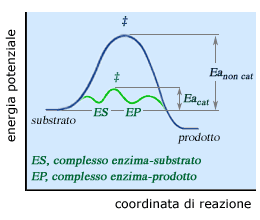 energia potenziale
‡
‡
Ea non cat
Ea cat
substrato
ES
EP
prodotto
ES, complesso enzima-substrato
EP, complesso enzima-prodotto
coordinata di reazione